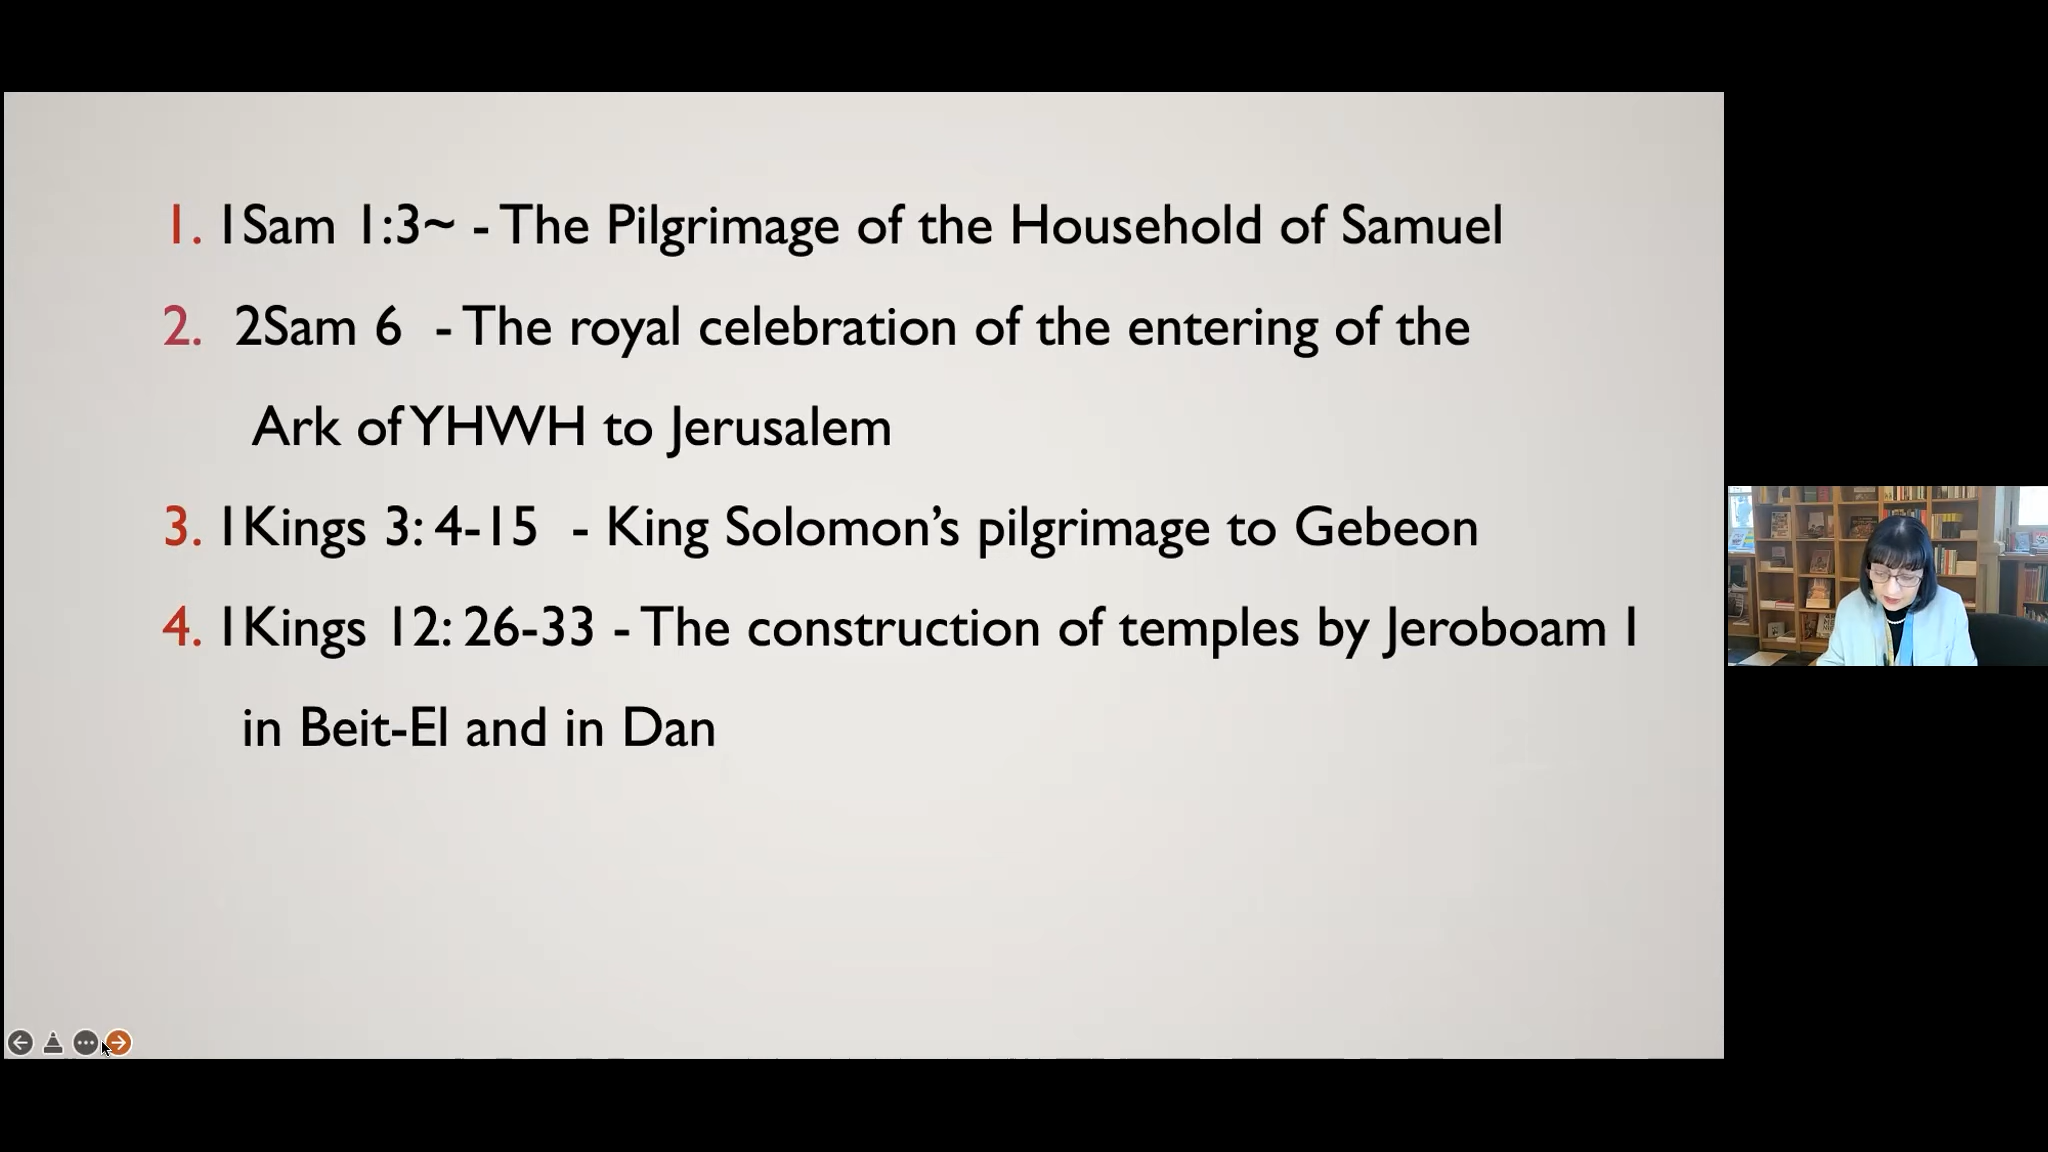 1. 1Sam 1:3~ - The Pilgrimage of the Household of Samuel
2. 2Sam 6 - The royal celebration of the entering of the
Ark of YHWH to Jerusalem
3. 1Kings 3: 4-15 - King Solomon’s pilgrimage to Gebeon
4. 1Kings 12: 26-33 - The construction of temples by Jeroboam I
in Beit-El and in Dan